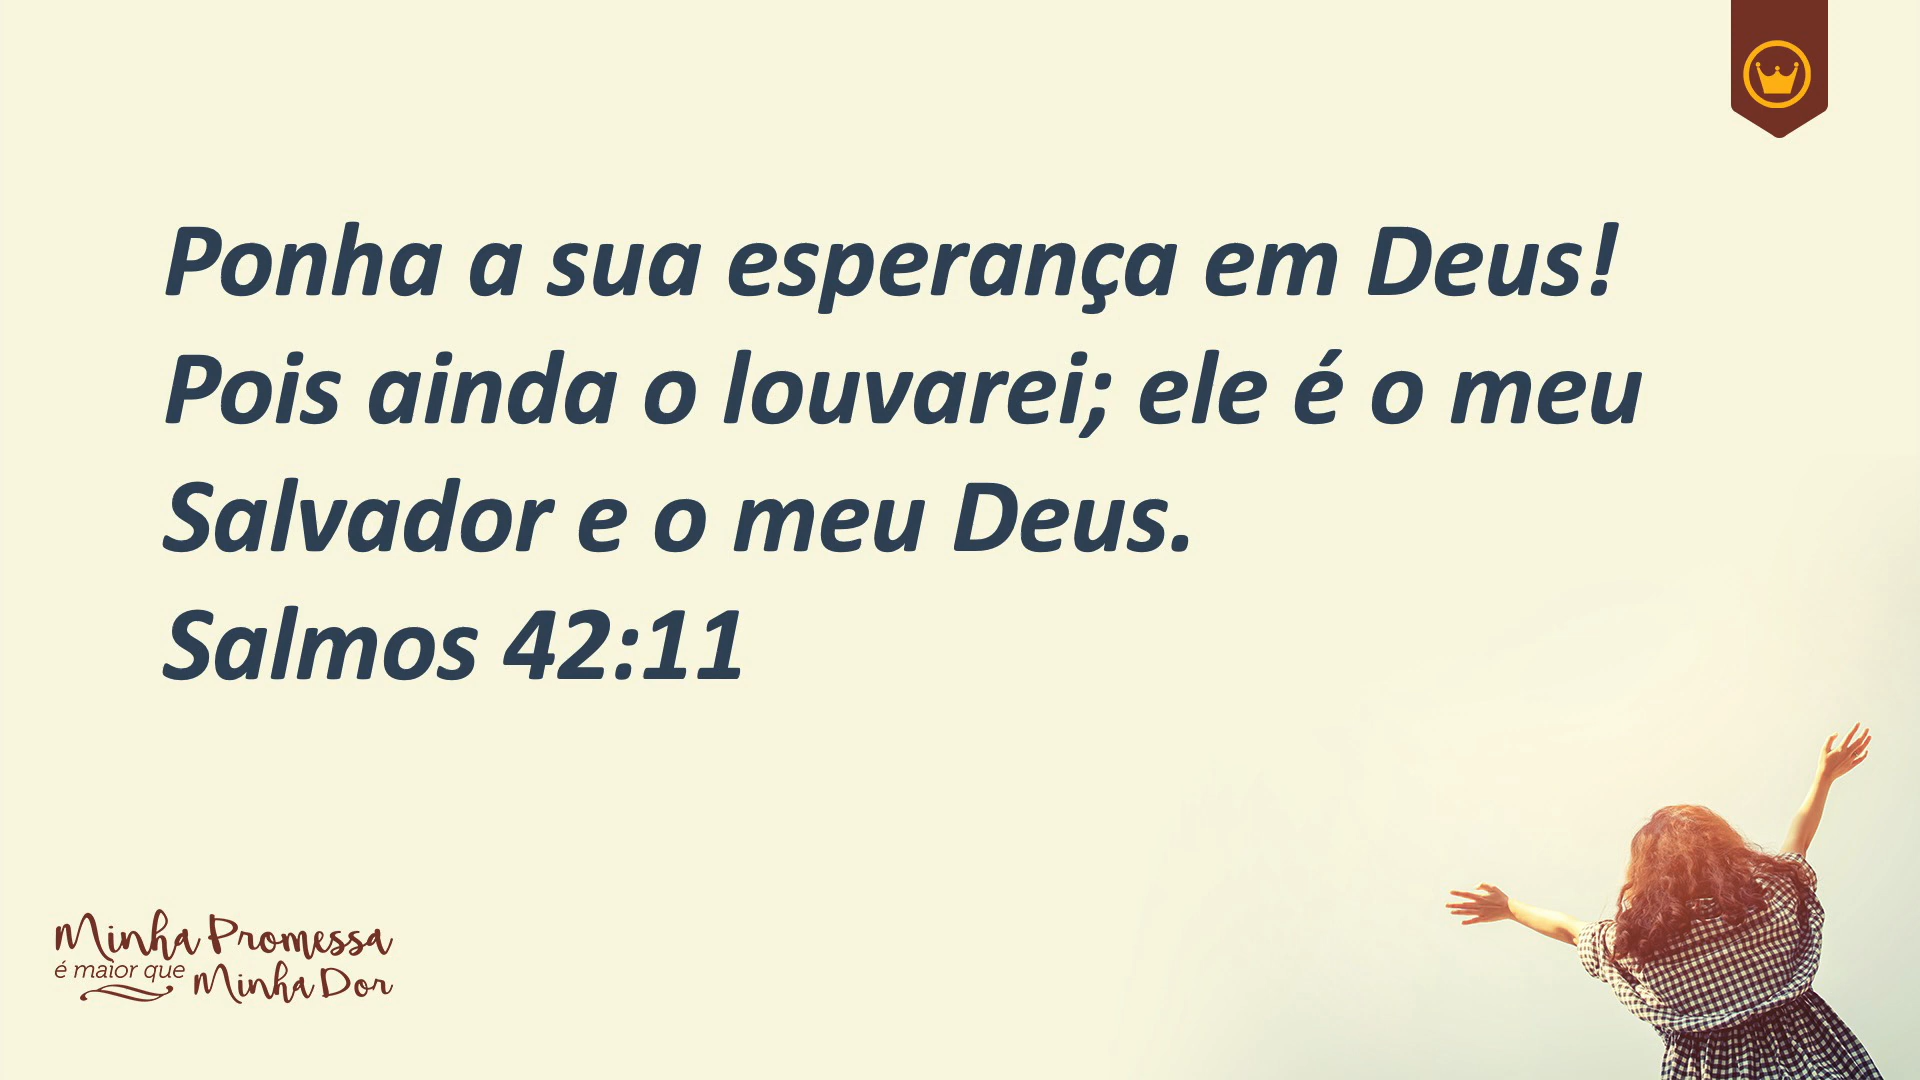 Ponha a sua esperança em Deus!
Pois ainda o louvarei; ele é o meu
Salvador e o meu Deus.
Salmos 42:11
Minha Promessa
é maior que Minha Dor